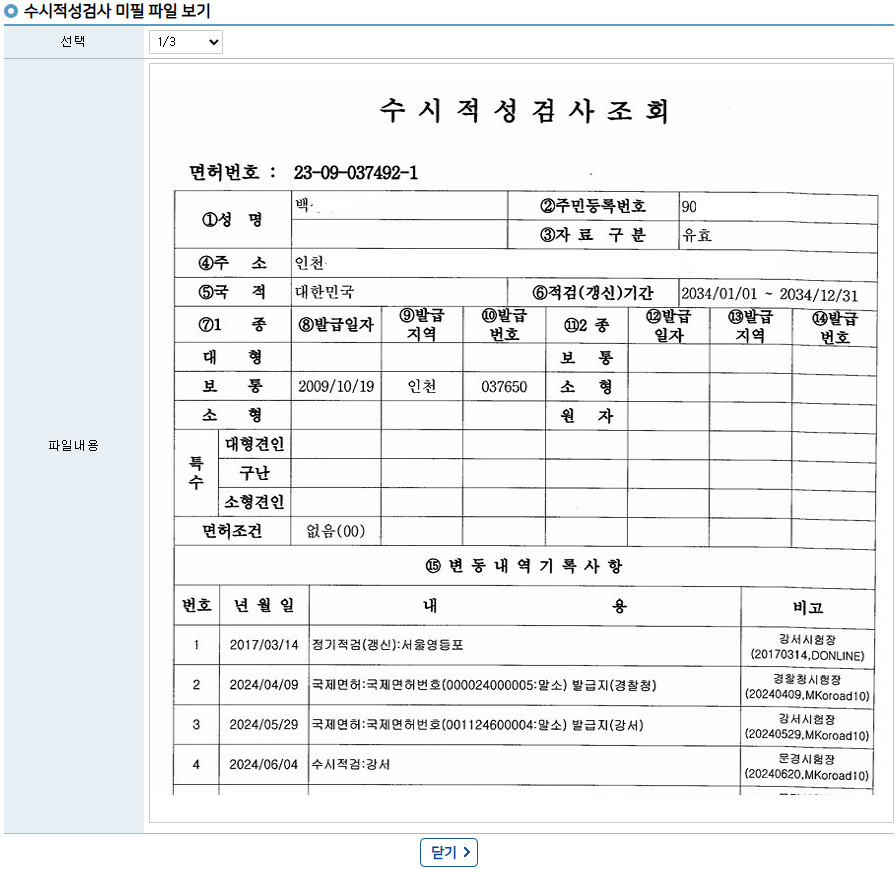 수시적성검사 미필 파일 보기
선택
1/3
파일내용
수 시 적 성 검 사 조 회
면허번호 : 23-09-037492-1
①성 명 백 ②주민등록번호 90
③자 료 구 분 유효
④주 소 인천
⑤국 적 대한민국 ⑥적검(갱신)기간 2034/01/01 ~ 2034/12/31
⑦1 종 ⑧발급일자 ⑨발급 지역 ⑩발급 번호 ⑪2 종 ⑫발급 일자 ⑬발급 지역 ⑭발급 번호
대 형 보 통
보 통 2009/10/19 인천 037650 소 형
소 형 원 자
특수 대형견인
구난
소형견인
면허조건 없음(00)
⑮ 변 동 내 역 기 록 사 항
번호 년 월 일 내 용 비고
1 2017/03/14 정기적검(갱신):서울영등포 강서시험장 (20170314,DONLINE)
2 2024/04/09 국제면허:국제면허번호(000024000005:말소) 발급지(경찰청) 경찰청시험장 (20240409,MKoroad10)
3 2024/05/29 국제면허:국제면허번호(001124600004:말소) 발급지(강서) 강서시험장 (20240529,MKoroad10)
4 2024/06/04 수시적검:강서 문경시험장 (20240620,MKoroad10)
닫기